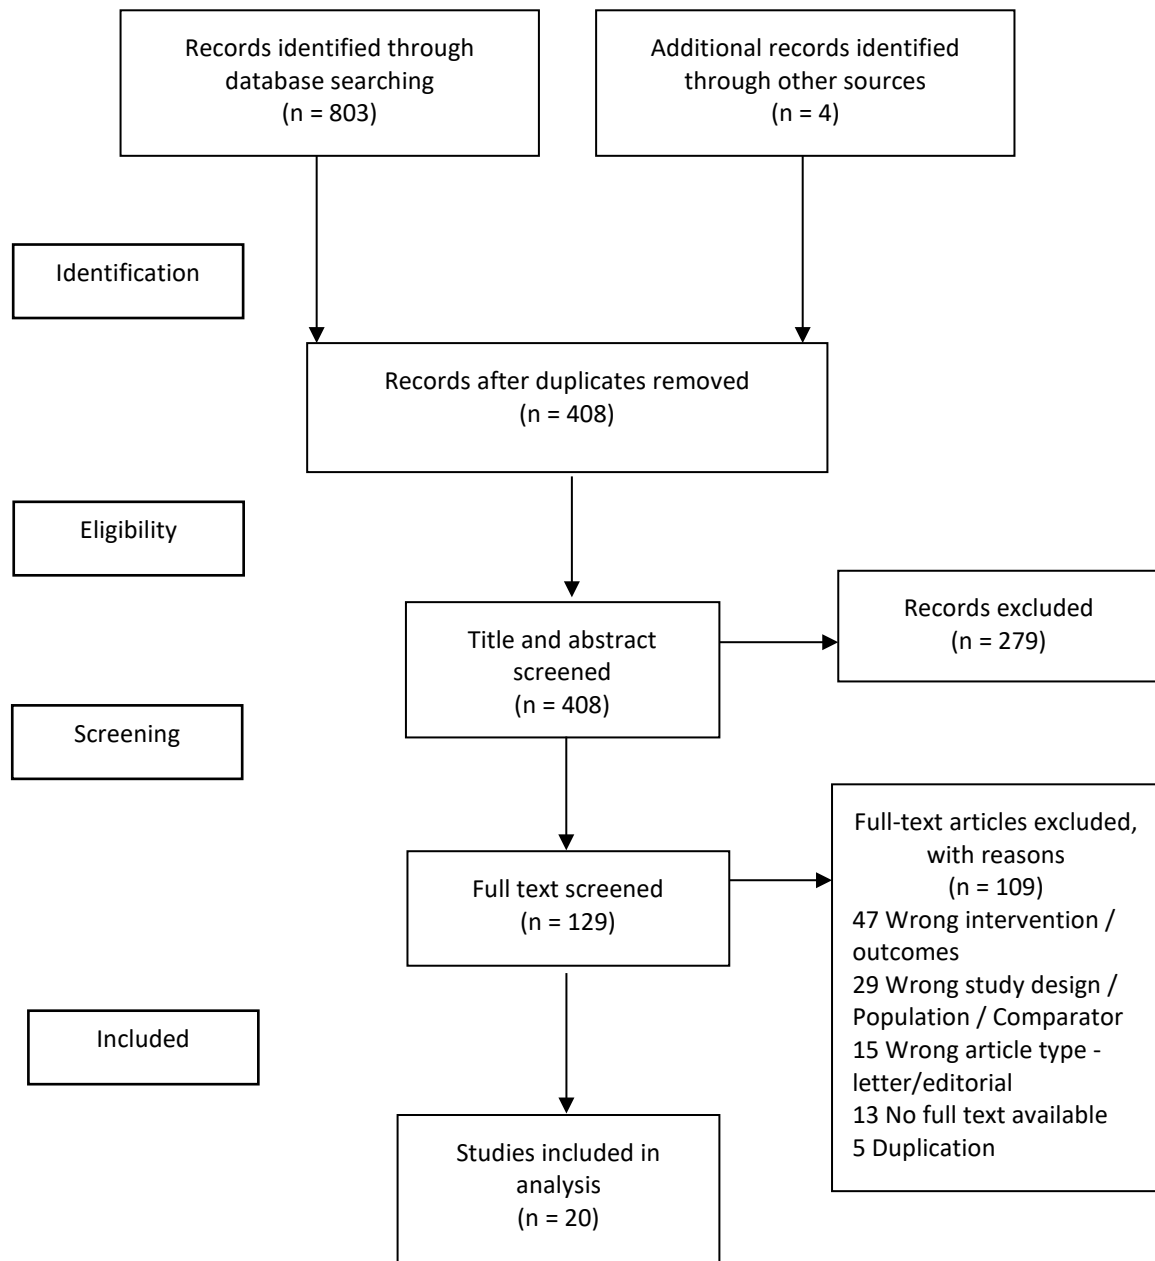 Records identified through
database searching
(n = 803)
Additional records identified
through other sources
(n = 4)
Identification
Records after duplicates removed
(n = 408)
Eligibility
Title and abstract
screened
(n = 408)
Records excluded
(n = 279)
Screening
Full text screened
(n = 129)
Full-text articles excluded,
with reasons
(n = 109)
47 Wrong intervention /
outcomes
29 Wrong study design /
Population / Comparator
15 Wrong article type -
letter/editorial
13 No full text available
5 Duplication
Included
Studies included in
analysis
(n = 20)